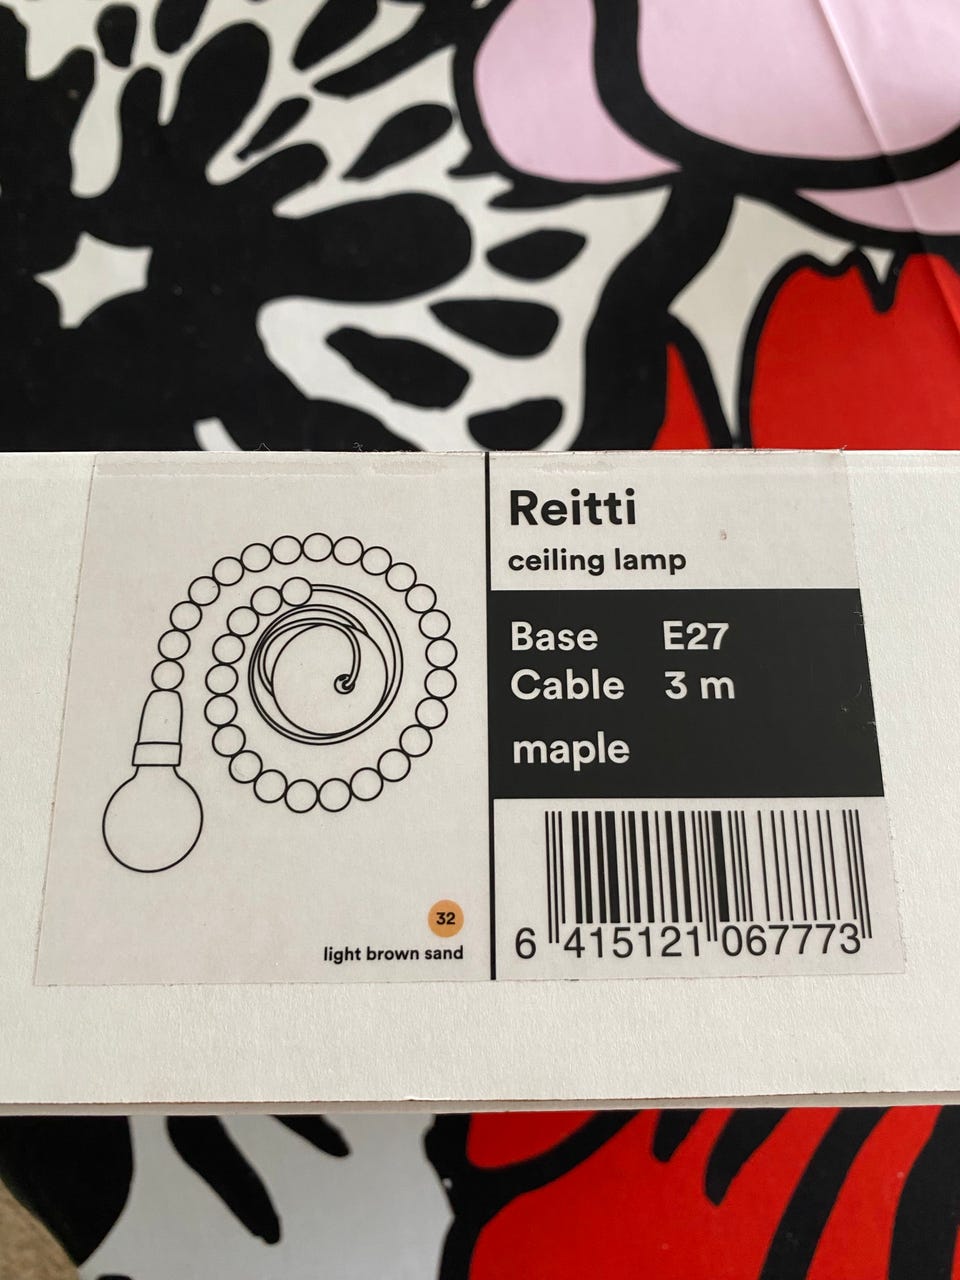 Reitti
ceiling lamp
Base E27
Cable 3 m
maple
32
light brown sand
6 415121 067773